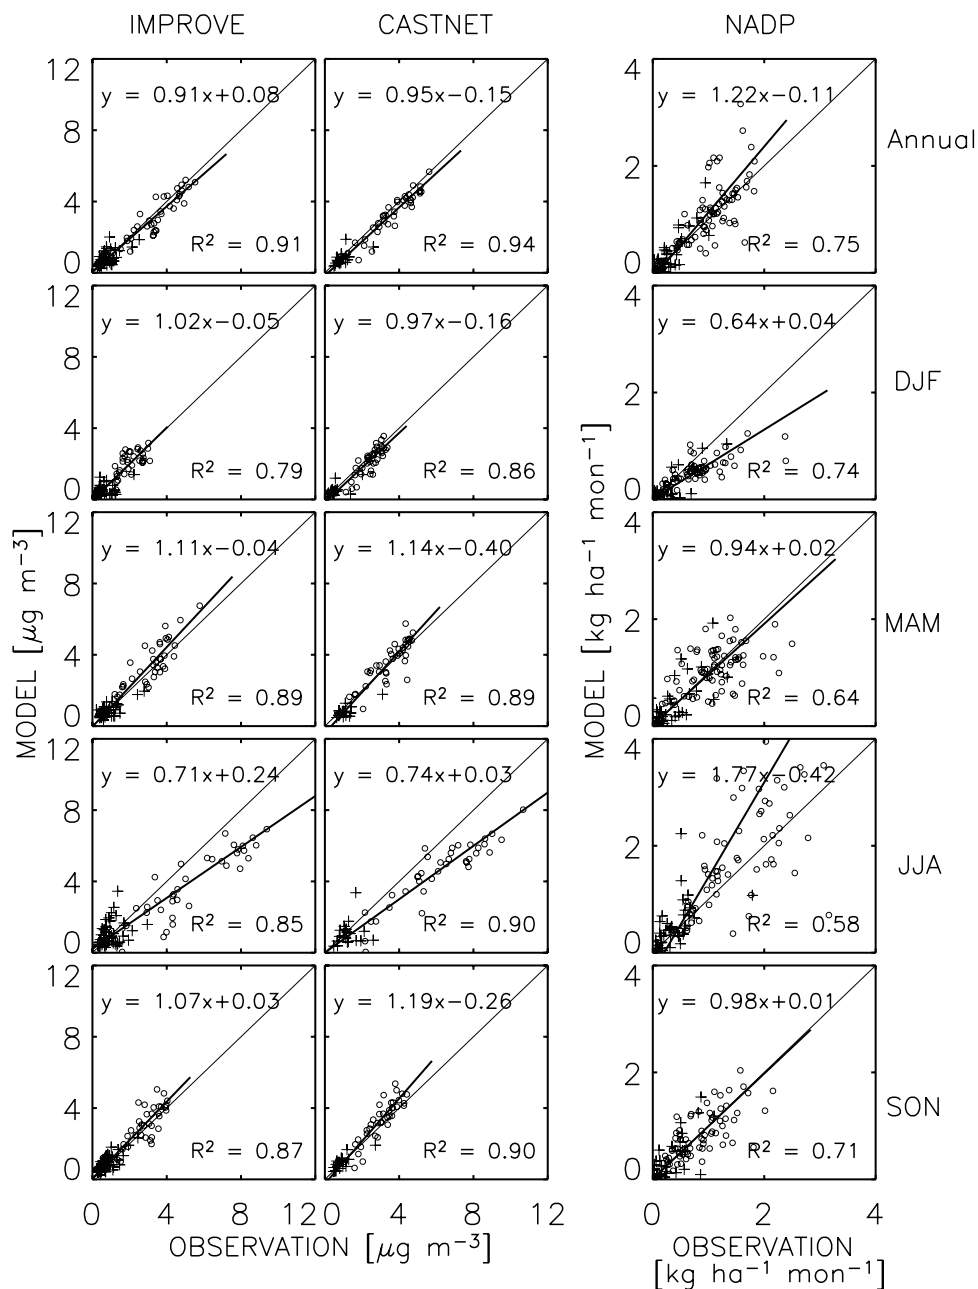 IMPROVE CASTNET NADP
12 12 4
y = 0.91x+0.08 y = 0.95x−0.15 y = 1.22x−0.11
Annual
8
2
4
R² = 0.91 R² = 0.94 R² = 0.75
0 0
12 4
y = 1.02x−0.05 y = 0.97x−0.16 y = 0.64x+0.04
8
DJF
2
4
R² = 0.79 R² = 0.86 R² = 0.74
0 0
12 4
y = 1.11x−0.04 y = 1.14x−0.40 y = 0.94x+0.02
8
2
MAM
4
R² = 0.89 R² = 0.89 R² = 0.64
0 0
MODEL [μg m⁻³]
MODEL [kg ha⁻¹ mon⁻¹]
12 4
y = 0.71x+0.24 y = 0.74x+0.03 y = 1.77x−0.42
8
2
JJA
4
R² = 0.85 R² = 0.90 R² = 0.58
0 0
12 4
y = 1.07x+0.03 y = 1.19x−0.26 y = 0.98x+0.01
8
2
SON
4
R² = 0.87 R² = 0.90 R² = 0.71
0 0
0 4 8 12 0 4 8 12 0 2 4
OBSERVATION [μg m⁻³] OBSERVATION
[kg ha⁻¹ mon⁻¹]